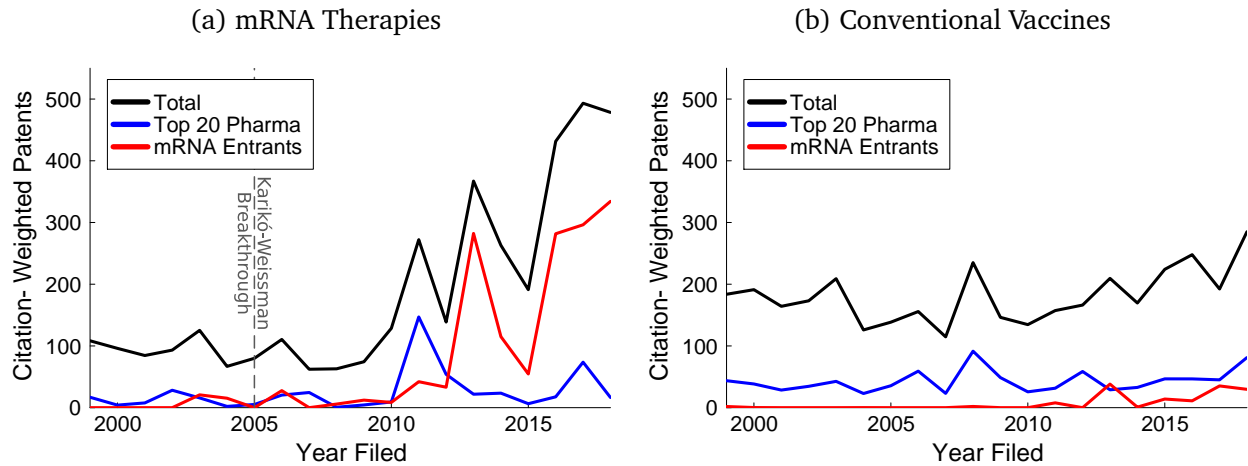 (a) mRNA Therapies
Citation- Weighted Patents
500
400
300
200
100
0
Total
Top 20 Pharma
mRNA Entrants
Karikó-Weissman
Breakthrough
2000
2005
2010
2015
Year Filed
(b) Conventional Vaccines
Citation- Weighted Patents
500
400
300
200
100
0
Total
Top 20 Pharma
mRNA Entrants
2000
2005
2010
2015
Year Filed